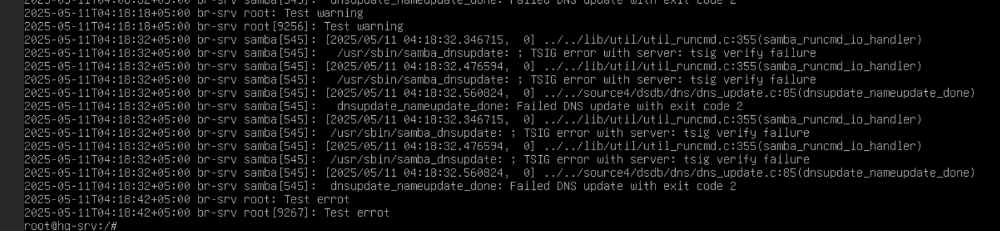 2025-05-11T04:08:32+05:00 br-srv samba[545]:  dnsupdate_nameupdate_done: Failed DNS update with exit code 2
2025-05-11T04:18:18+05:00 br-srv root: Test warning
2025-05-11T04:18:18+05:00 br-srv root[9256]: Test warning
2025-05-11T04:18:32+05:00 br-srv samba[545]: [2025/05/11 04:18:32.346715,  0] ../../lib/util/util_runcmd.c:355(samba_runcmd_io_handler)
2025-05-11T04:18:32+05:00 br-srv samba[545]:   /usr/sbin/samba_dnsupdate: ; TSIG error with server: tsig verify failure
2025-05-11T04:18:32+05:00 br-srv samba[545]: [2025/05/11 04:18:32.476594,  0] ../../lib/util/util_runcmd.c:355(samba_runcmd_io_handler)
2025-05-11T04:18:32+05:00 br-srv samba[545]:   /usr/sbin/samba_dnsupdate: ; TSIG error with server: tsig verify failure
2025-05-11T04:18:32+05:00 br-srv samba[545]: [2025/05/11 04:18:32.560824,  0] ../../source4/dsdb/dns/dns_update.c:85(dnsupdate_nameupdate_done)
2025-05-11T04:18:32+05:00 br-srv samba[545]:   dnsupdate_nameupdate_done: Failed DNS update with exit code 2
2025-05-11T04:18:32+05:00 br-srv samba[545]: [2025/05/11 04:18:32.346715,  0] ../../lib/util/util_runcmd.c:355(samba_runcmd_io_handler)
2025-05-11T04:18:32+05:00 br-srv samba[545]:  /usr/sbin/samba_dnsupdate: ; TSIG error with server: tsig verify failure
2025-05-11T04:18:32+05:00 br-srv samba[545]: [2025/05/11 04:18:32.476594,  0] ../../lib/util/util_runcmd.c:355(samba_runcmd_io_handler)
2025-05-11T04:18:32+05:00 br-srv samba[545]:  /usr/sbin/samba_dnsupdate: ; TSIG error with server: tsig verify failure
2025-05-11T04:18:32+05:00 br-srv samba[545]: [2025/05/11 04:18:32.560824,  0] ../../source4/dsdb/dns/dns_update.c:85(dnsupdate_nameupdate_done)
2025-05-11T04:18:32+05:00 br-srv samba[545]:  dnsupdate_nameupdate_done: Failed DNS update with exit code 2
2025-05-11T04:18:42+05:00 br-srv root: Test errot
2025-05-11T04:18:42+05:00 br-srv root[9267]: Test errot
root@hq-srv:/#